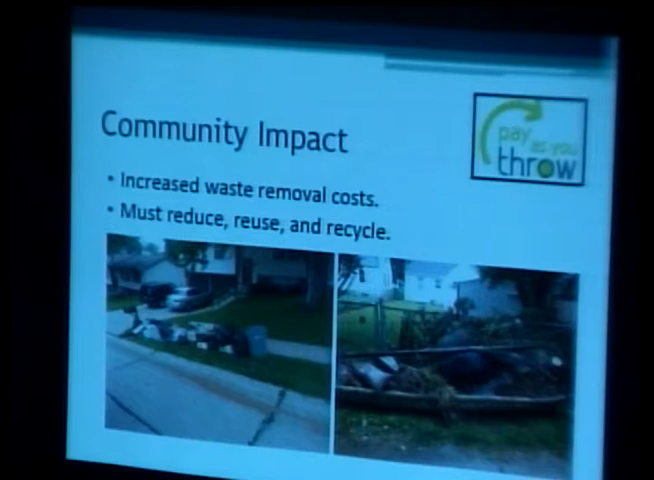 Community Impact
pay
as you
throw
• Increased waste removal costs.
• Must reduce, reuse, and recycle.